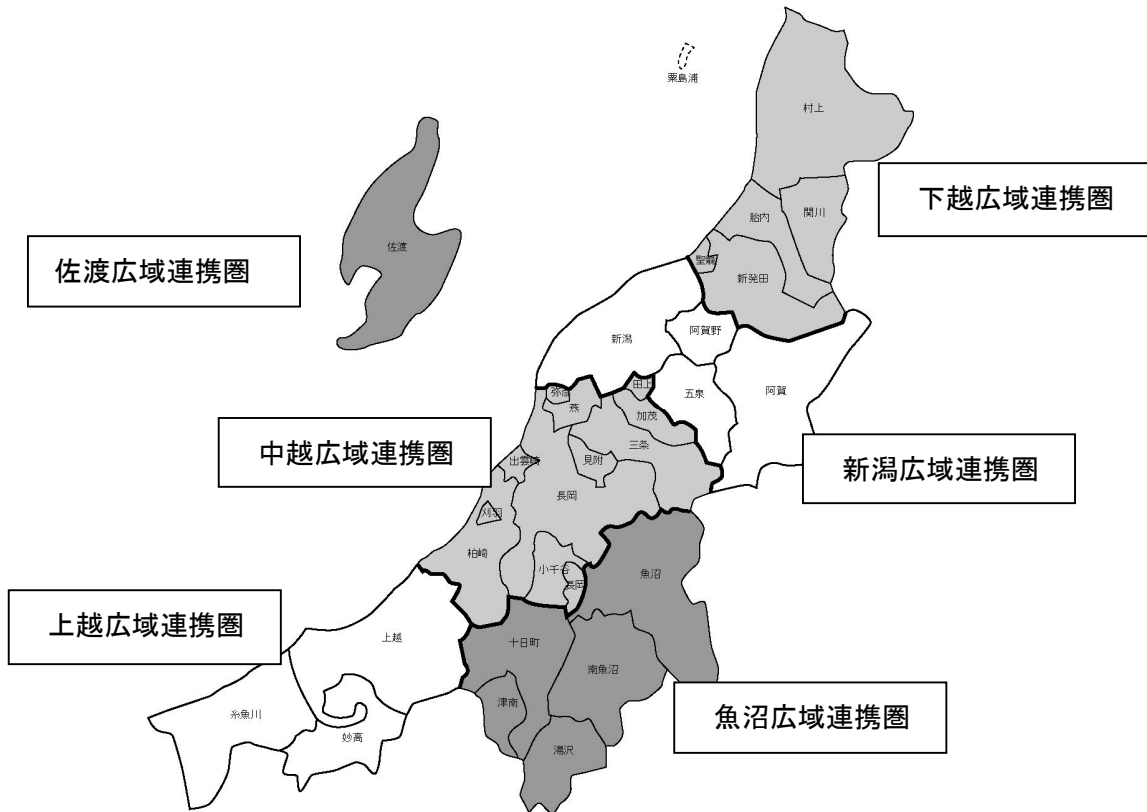 粟島浦
村上
下越広域連携圏
関川
胎内
佐渡
聖籠
新発田
佐渡広域連携圏
新潟
阿賀野
五泉
阿賀
田上
弥彦
燕
加茂
三条
中越広域連携圏
出雲崎
見附
新潟広域連携圏
長岡
刈羽
柏崎
小千谷
長岡
魚沼
上越広域連携圏
上越
十日町
南魚沼
津南
糸魚川
妙高
魚沼広域連携圏
湯沢